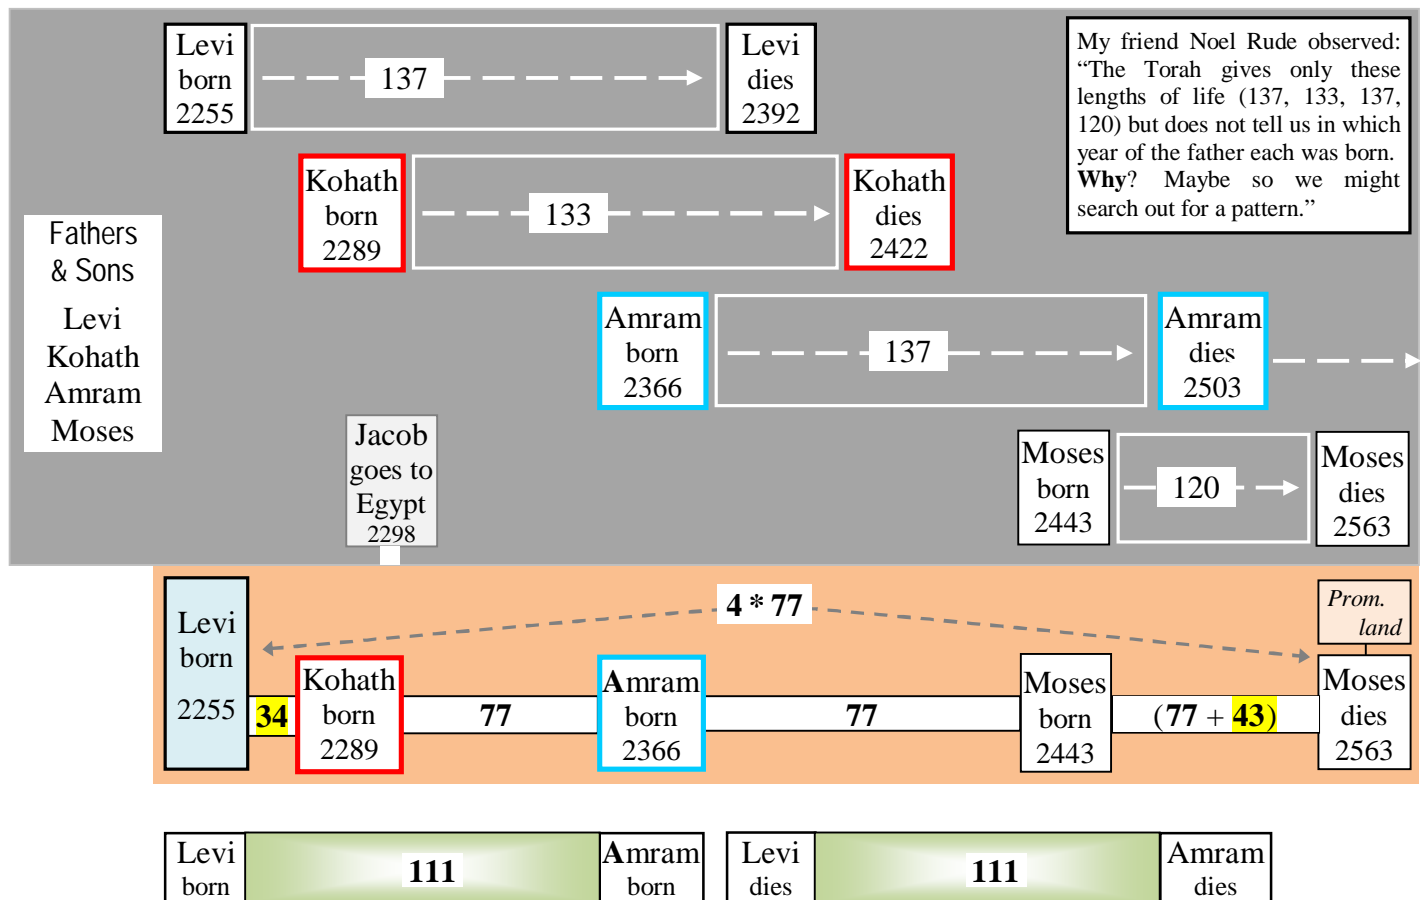 Levi
born
2255
137
Levi
dies
2392
My friend Noel Rude observed:
“The Torah gives only these
lengths of life (137, 133, 137,
120) but does not tell us in which
year of the father each was born.
Why? Maybe so we might
search out for a pattern.”
Kohath
born
2289
133
Kohath
dies
2422
Fathers
& Sons
Levi
Kohath
Amram
Moses
Amram
born
2366
137
Amram
dies
2503
Jacob
goes to
Egypt
2298
Moses
born
2443
120
Moses
dies
2563
4 * 77
Prom.
land
Levi
born
2255
34
Kohath
born
2289
77
Amram
born
2366
77
Moses
born
2443
(77 + 43)
Moses
dies
2563
Levi
born
111
Amram
born
Levi
dies
111
Amram
dies